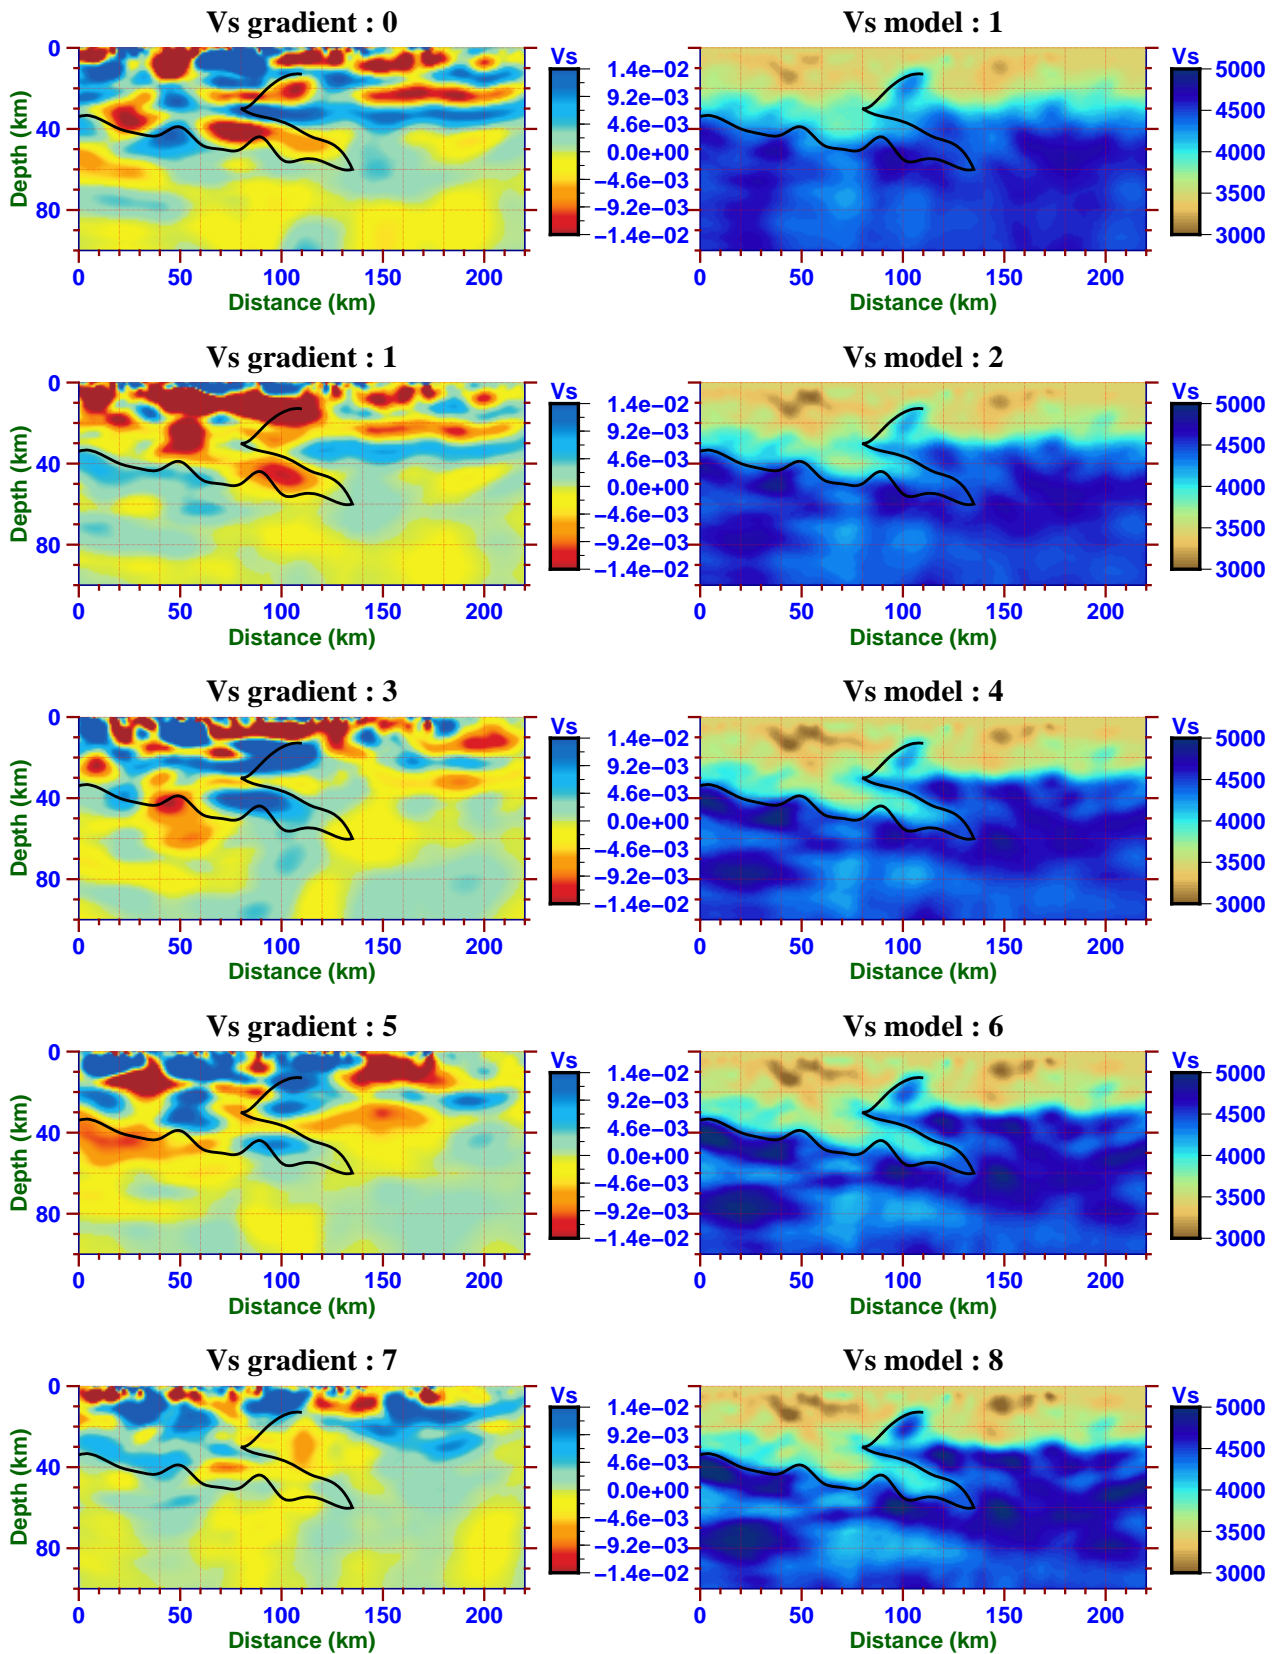 Vs gradient : 0
Vs model : 1
Vs
1.4e−02
9.2e−03
4.6e−03
0.0e+00
−4.6e−03
−9.2e−03
−1.4e−02
Vs
5000
4500
4000
3500
3000
0
40
80
Depth (km)
0 50 100 150 200
Distance (km)
0 50 100 150 200
Distance (km)
Vs gradient : 1
Vs model : 2
Vs
1.4e−02
9.2e−03
4.6e−03
0.0e+00
−4.6e−03
−9.2e−03
−1.4e−02
Vs
5000
4500
4000
3500
3000
0
40
80
Depth (km)
0 50 100 150 200
Distance (km)
0 50 100 150 200
Distance (km)
Vs gradient : 3
Vs model : 4
Vs
1.4e−02
9.2e−03
4.6e−03
0.0e+00
−4.6e−03
−9.2e−03
−1.4e−02
Vs
5000
4500
4000
3500
3000
0
40
80
Depth (km)
0 50 100 150 200
Distance (km)
0 50 100 150 200
Distance (km)
Vs gradient : 5
Vs model : 6
Vs
1.4e−02
9.2e−03
4.6e−03
0.0e+00
−4.6e−03
−9.2e−03
−1.4e−02
Vs
5000
4500
4000
3500
3000
0
40
80
Depth (km)
0 50 100 150 200
Distance (km)
0 50 100 150 200
Distance (km)
Vs gradient : 7
Vs model : 8
Vs
1.4e−02
9.2e−03
4.6e−03
0.0e+00
−4.6e−03
−9.2e−03
−1.4e−02
Vs
5000
4500
4000
3500
3000
0
40
80
Depth (km)
0 50 100 150 200
Distance (km)
0 50 100 150 200
Distance (km)